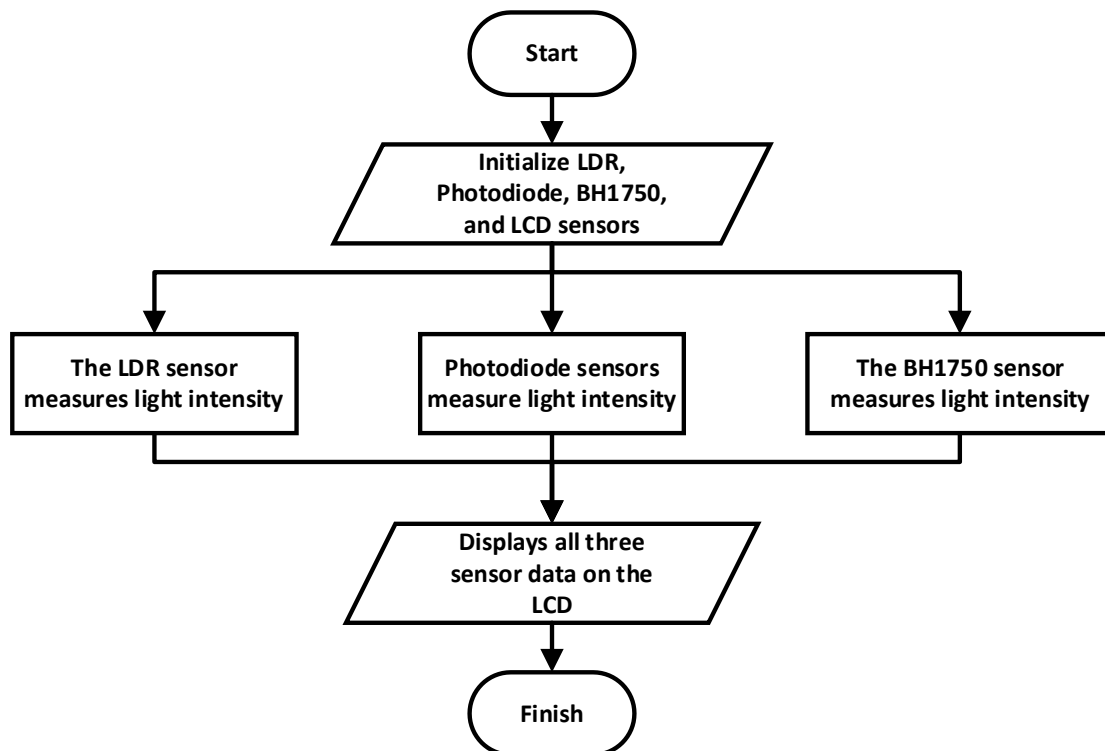 Start
Initialize LDR,
Photodiode, BH1750,
and LCD sensors
The LDR sensor
measures light intensity
Photodiode sensors
measure light intensity
The BH1750 sensor
measures light intensity
Displays all three
sensor data on the
LCD
Finish